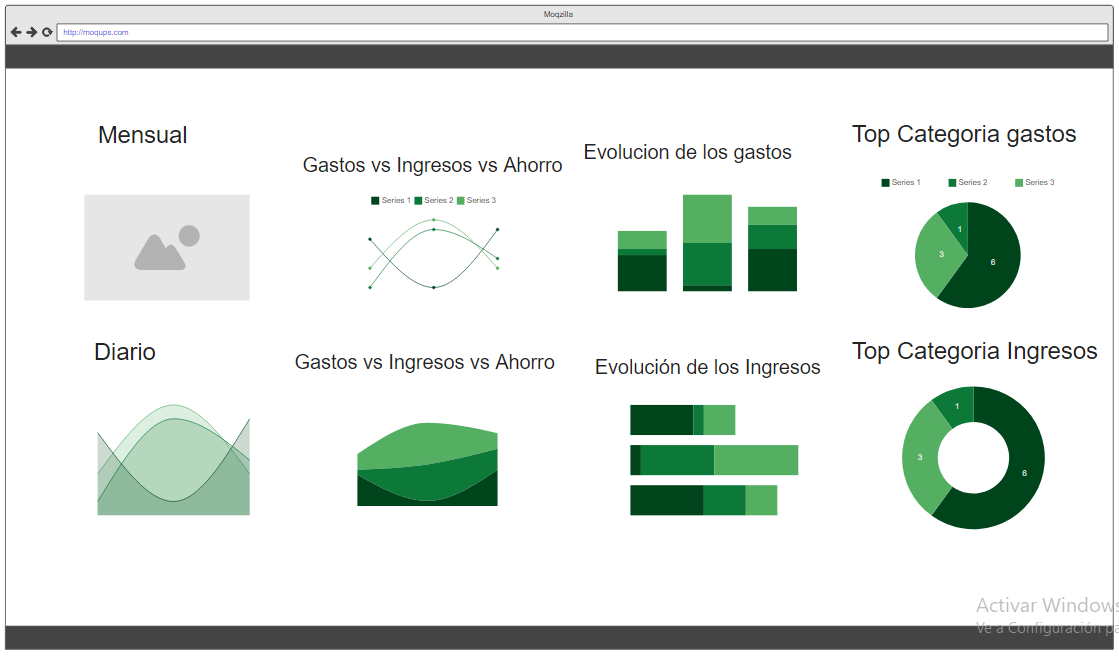 Moqzilla
http://moqups.com
Mensual
Gastos vs Ingresos vs Ahorro
Series 1 Series 2 Series 3
Evolucion de los gastos
Top Categoria gastos
Series 1 Series 2 Series 3
1
3
6
Diario
Gastos vs Ingresos vs Ahorro
Evolución de los Ingresos
Top Categoria Ingresos
1
3
6
Activar Windows
Ve a Configuración pa